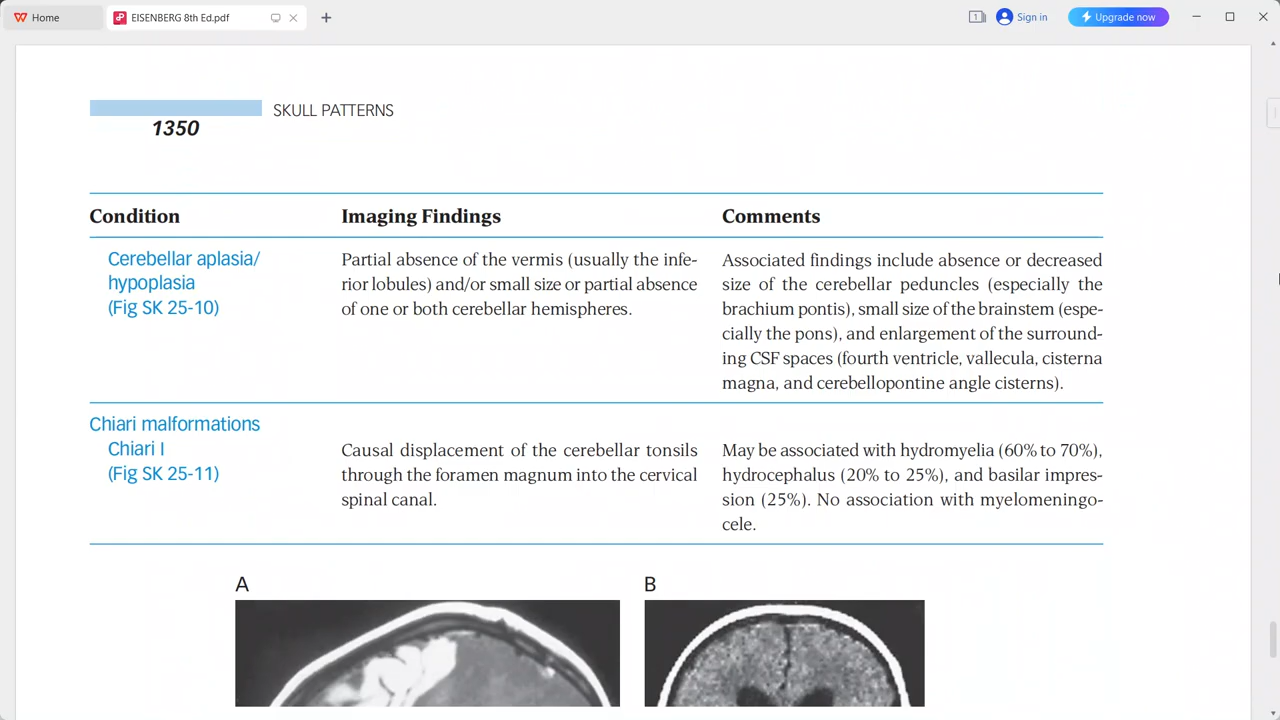 Home
EISENBERG 8th Ed.pdf
1
Sign in
Upgrade now
SKULL PATTERNS
1350
Condition
Imaging Findings
Comments
Cerebellar aplasia/
hypoplasia
(Fig SK 25-10)
Partial absence of the vermis (usually the infe-
rior lobules) and/or small size or partial absence
of one or both cerebellar hemispheres.
Associated findings include absence or decreased
size of the cerebellar peduncles (especially the
brachium pontis), small size of the brainstem (espe-
cially the pons), and enlargement of the surround-
ing CSF spaces (fourth ventricle, vallecula, cisterna
magna, and cerebellopontine angle cisterns).
Chiari malformations
Chiari I
(Fig SK 25-11)
Causal displacement of the cerebellar tonsils
through the foramen magnum into the cervical
spinal canal.
May be associated with hydromyelia (60% to 70%),
hydrocephalus (20% to 25%), and basilar impres-
sion (25%). No association with myelomeningo-
cele.
A
B